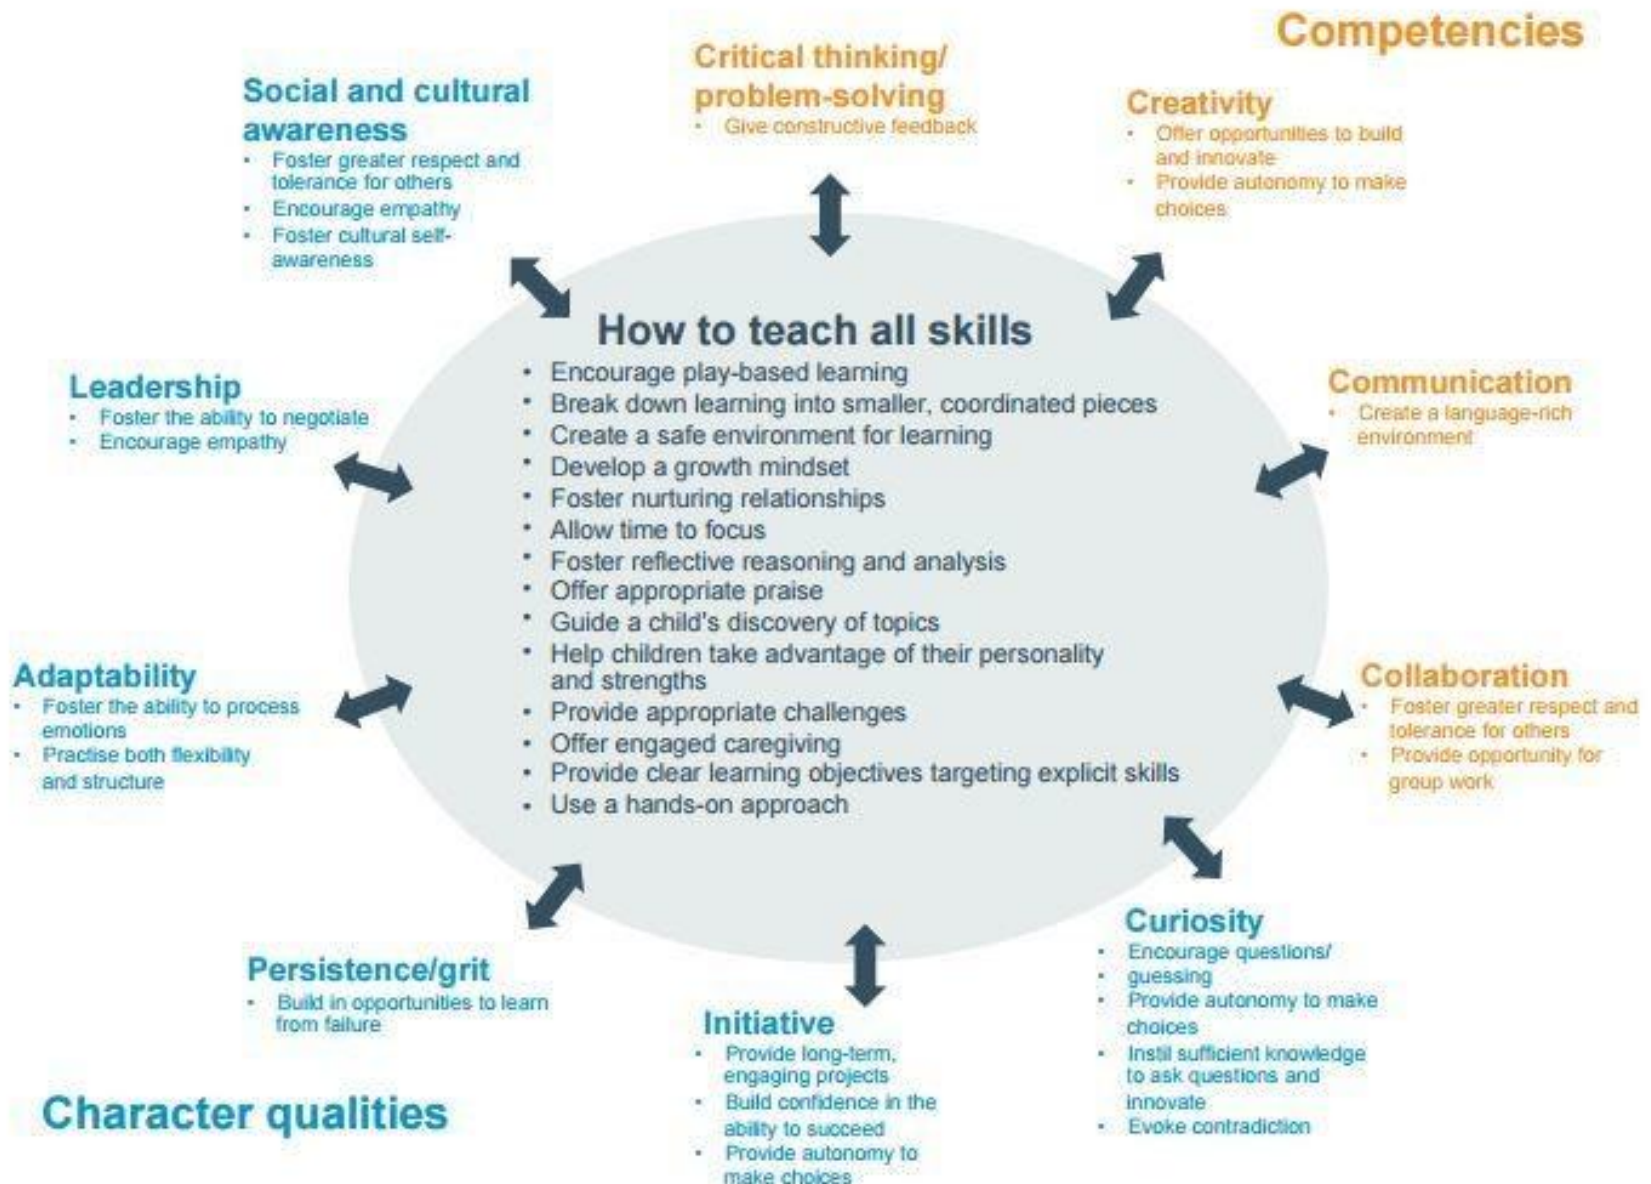 Competencies
Critical thinking/
problem-solving
• Give constructive feedback
Creativity
• Offer opportunities to build
and innovate
• Provide autonomy to make
choices
Social and cultural
awareness
• Foster greater respect and
tolerance for others
• Encourage empathy
• Foster cultural self-
awareness
How to teach all skills
• Encourage play-based learning
• Break down learning into smaller, coordinated pieces
• Create a safe environment for learning
• Develop a growth mindset
• Foster nurturing relationships
• Allow time to focus
• Foster reflective reasoning and analysis
• Offer appropriate praise
• Guide a child's discovery of topics
• Help children take advantage of their personality
and strengths
• Provide appropriate challenges
• Offer engaged caregiving
• Provide clear learning objectives targeting explicit skills
• Use a hands-on approach
Leadership
• Foster the ability to negotiate
• Encourage empathy
Communication
• Create a language-rich
environment
Adaptability
• Foster the ability to process
emotions
• Practise both flexibility
and structure
Collaboration
• Foster greater respect and
tolerance for others
• Provide opportunity for
group work
Persistence/grit
• Build in opportunities to learn
from failure
Initiative
• Provide long-term,
engaging projects
• Build confidence in the
ability to succeed
• Provide autonomy to
make choices
Curiosity
• Encourage questions/
• guessing
• Provide autonomy to make
choices
• Instil sufficient knowledge
to ask questions and
innovate
• Evoke contradiction
Character qualities